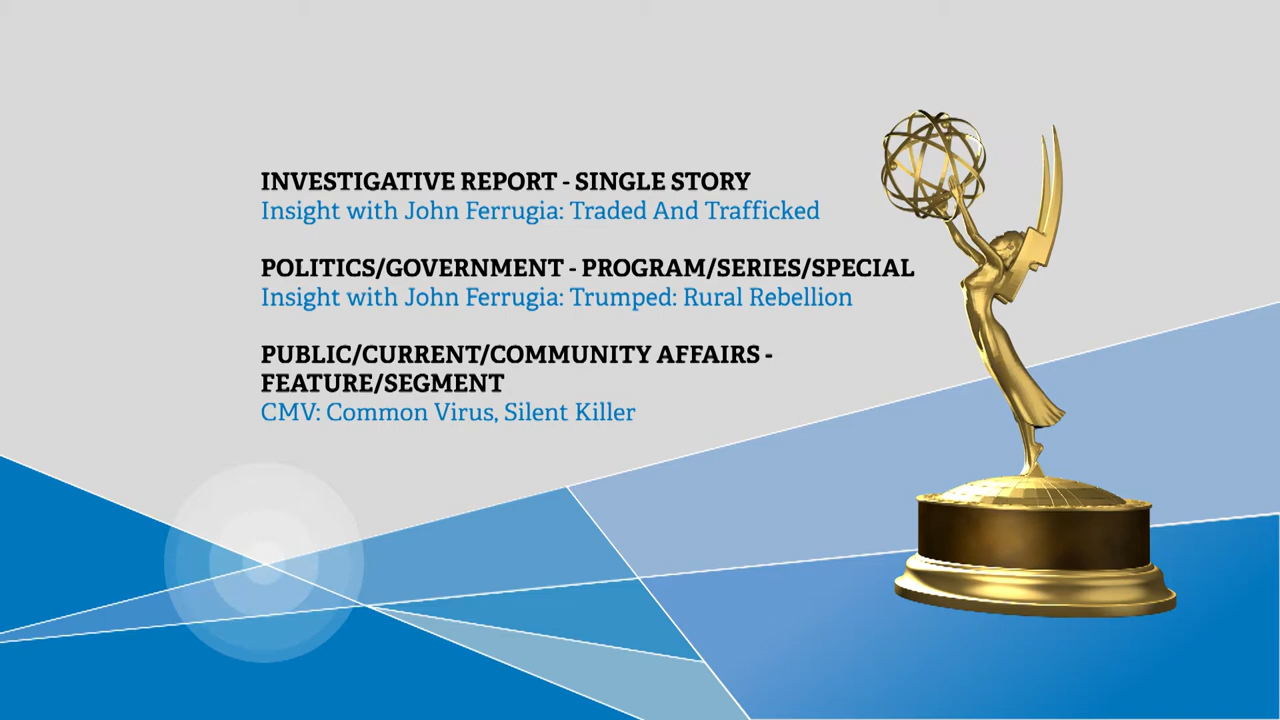 INVESTIGATIVE REPORT - SINGLE STORY
Insight with John Ferrugia: Traded And Trafficked
POLITICS/GOVERNMENT - PROGRAM/SERIES/SPECIAL
Insight with John Ferrugia: Trumped: Rural Rebellion
PUBLIC/CURRENT/COMMUNITY AFFAIRS -
FEATURE/SEGMENT
CMV: Common Virus, Silent Killer